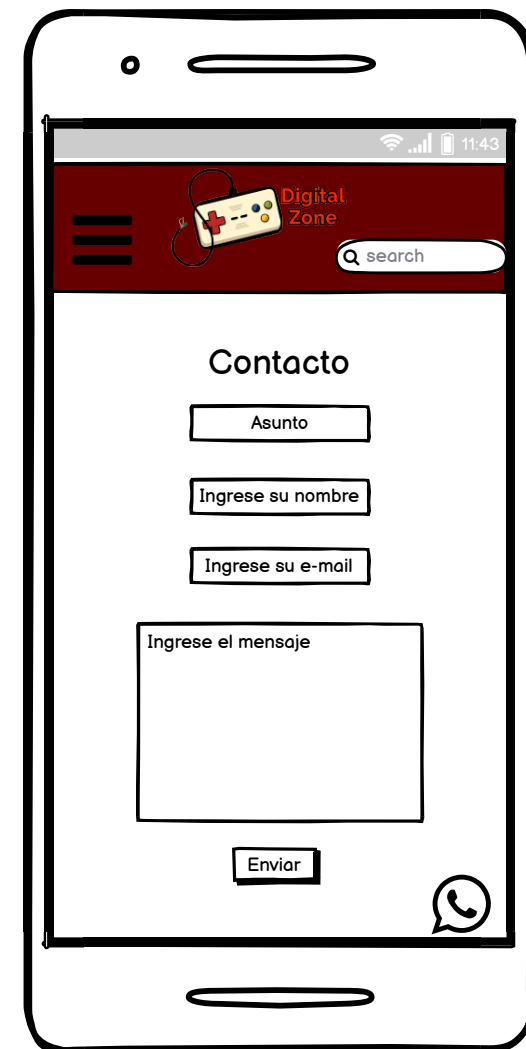 11:43
Digital
Zone
search
Contacto
Asunto
Ingrese su nombre
Ingrese su e-mail
Ingrese el mensaje
Enviar